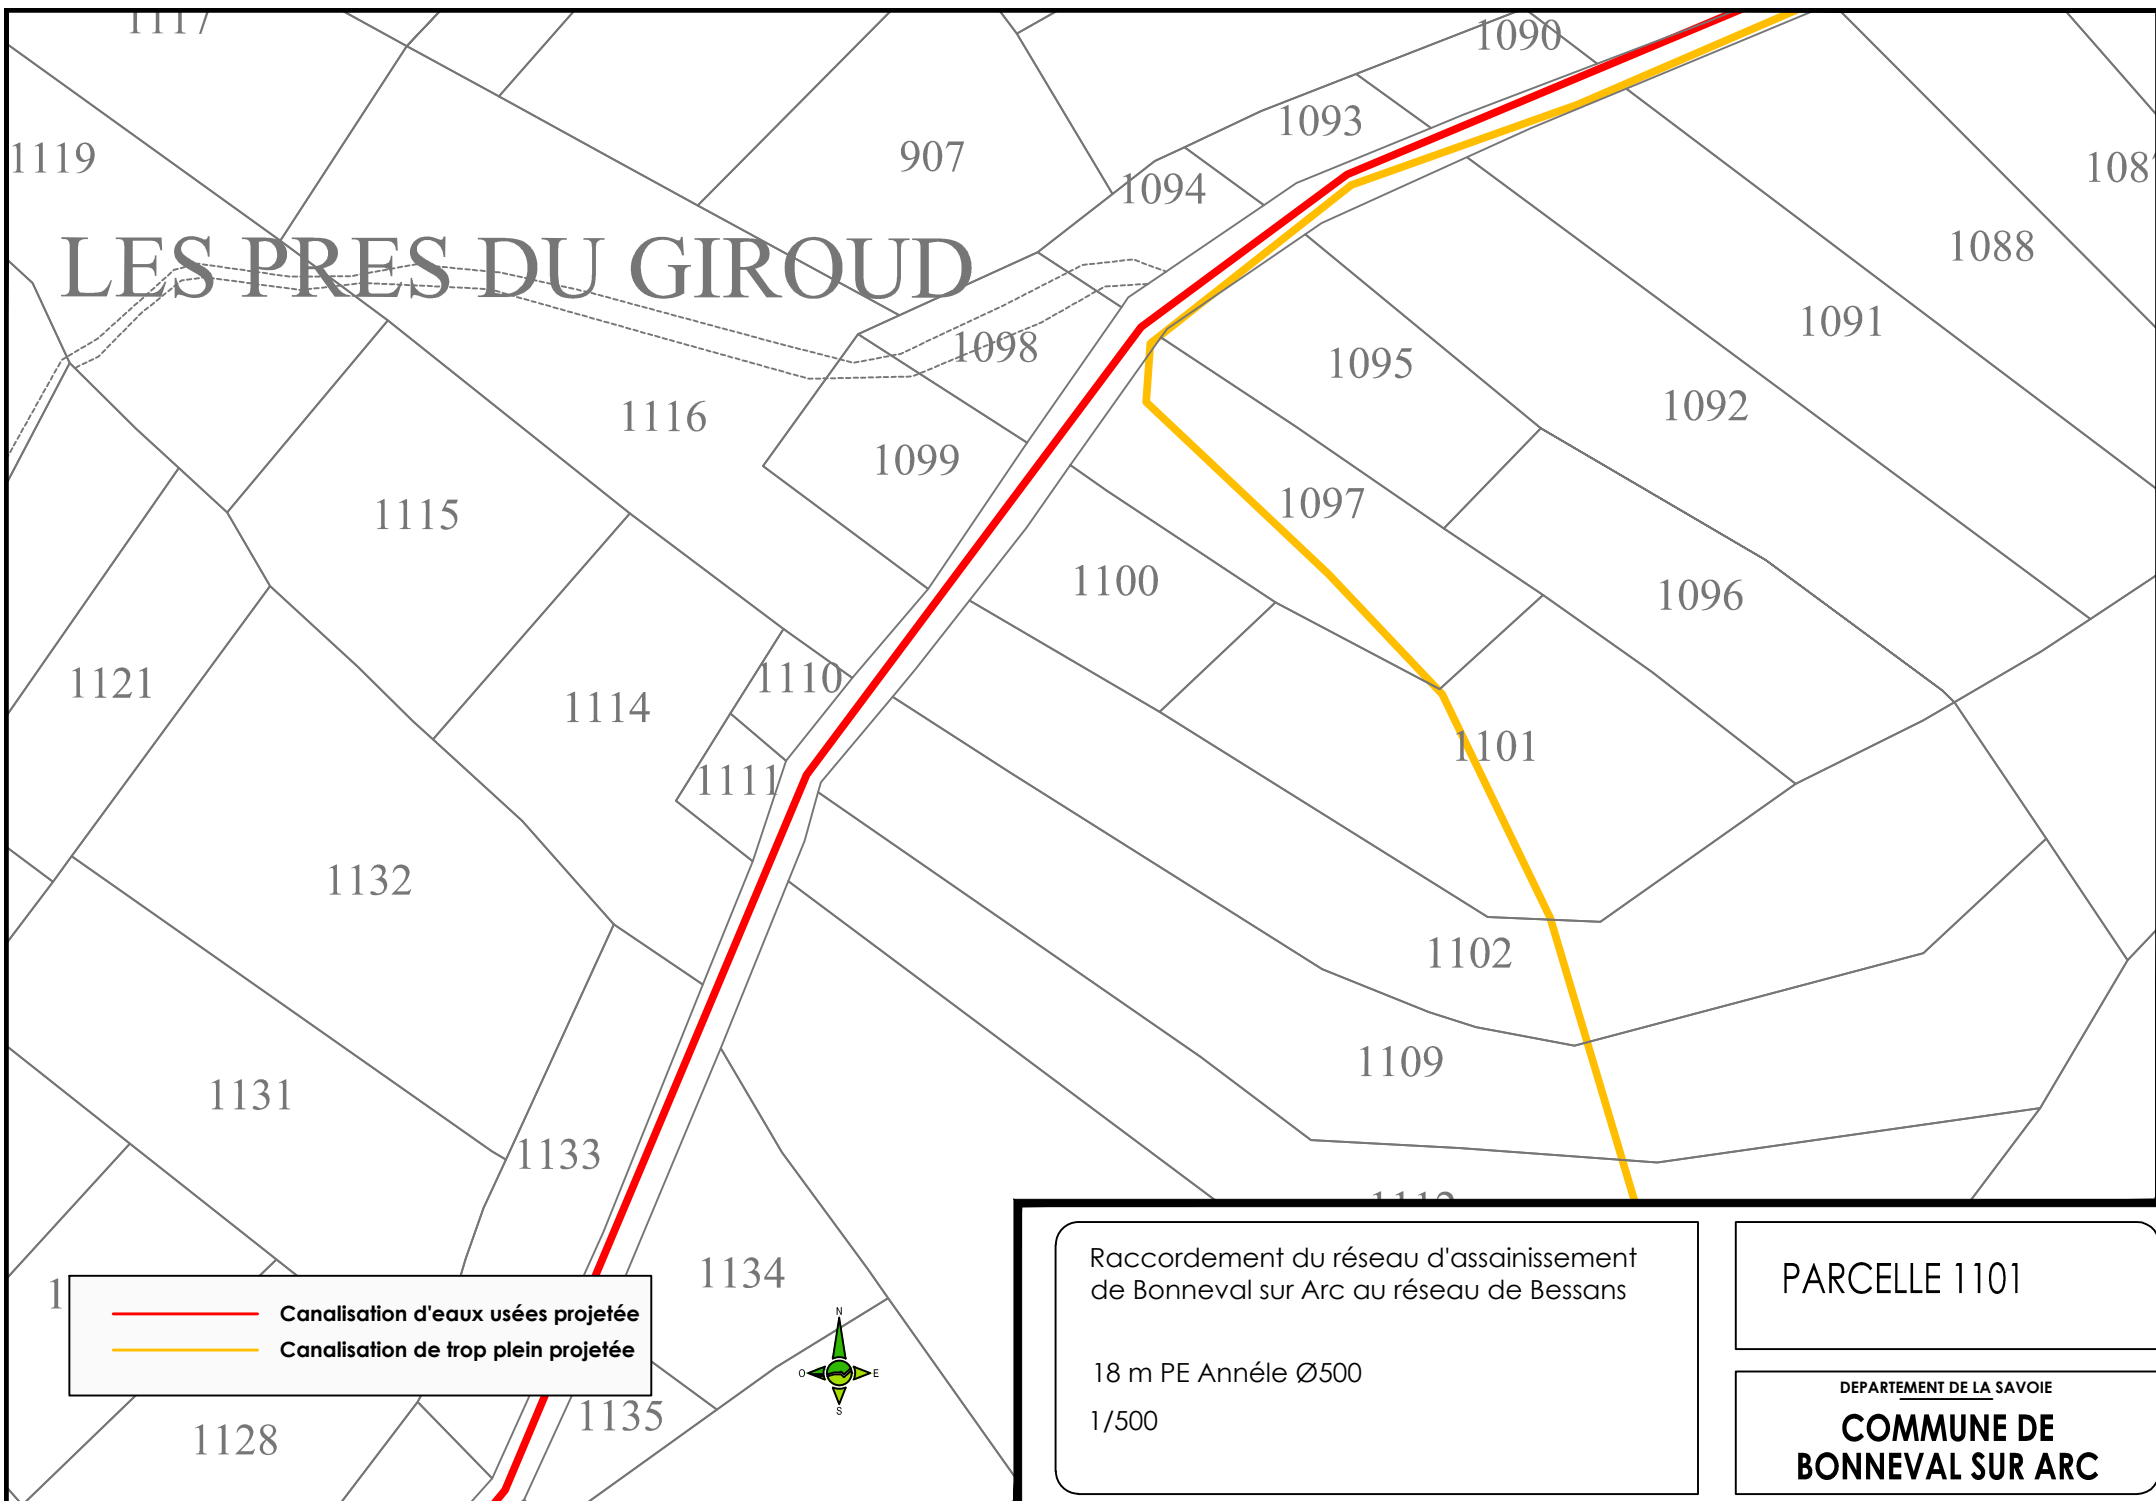 1117
1090
1093
1119
907
1094
1088
LES PRES DU GIROUD
1091
1098
1095
1116
1092
1099
1097
1115
1100
1096
1121
1110
1114
1101
1111
1132
1102
1109
1131
1133
1112
1134
1135
1128
Canalisation d'eaux usées projetée
Canalisation de trop plein projetée
N
O
E
S
Raccordement du réseau d'assainissement
de Bonneval sur Arc au réseau de Bessans
18 m PE Annéle Ø500
1/500
PARCELLE 1101
DEPARTEMENT DE LA SAVOIE
COMMUNE DE
BONNEVAL SUR ARC